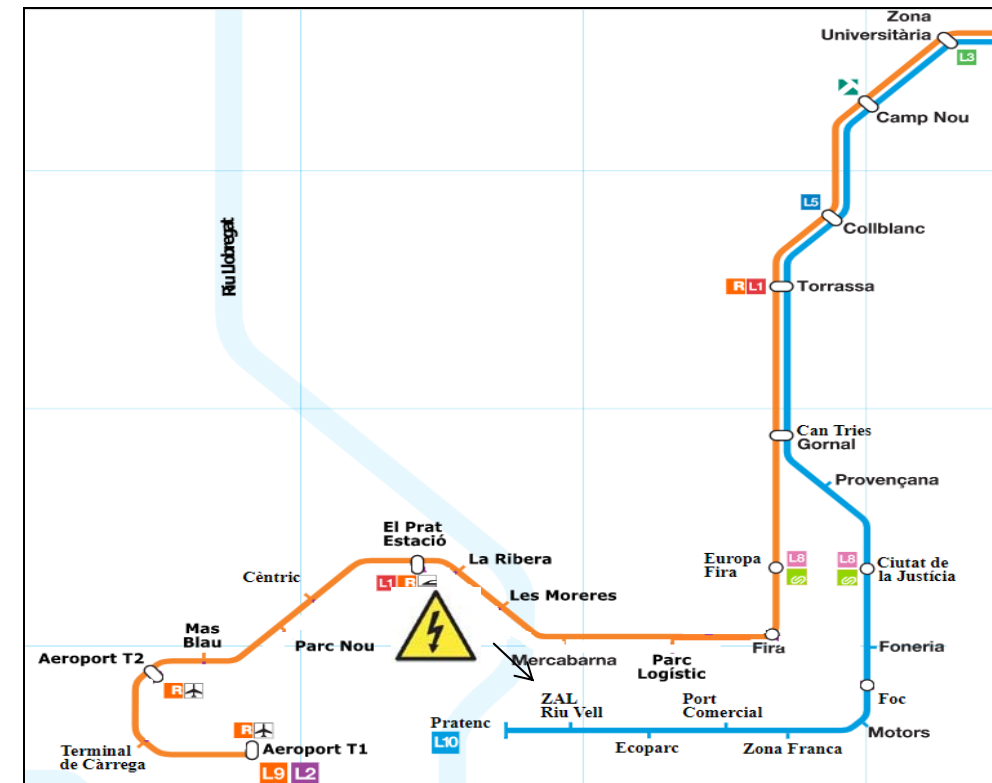 Zona
Universitària
L3
Camp Nou
L5
Collblanc
Riu Llobregat
R L1
Torrassa
Can Tries
Gornal
Provençana
El Prat
Estació
L1 R
La Ribera
Cèntric
Europa
Fira
L8
L8
Ciutat de
la Justícia
Les Moreres
Mas
Blau
Parc Nou
Aeroport T2
R
Mercabarna
Parc
Logístic
Fira
Foneria
Foc
ZAL
Riu Vell
Port
Comercial
Pratenc
L10
Motors
Ecoparc
Zona Franca
R
Aeroport T1
Terminal
de Càrrega
L9 L2